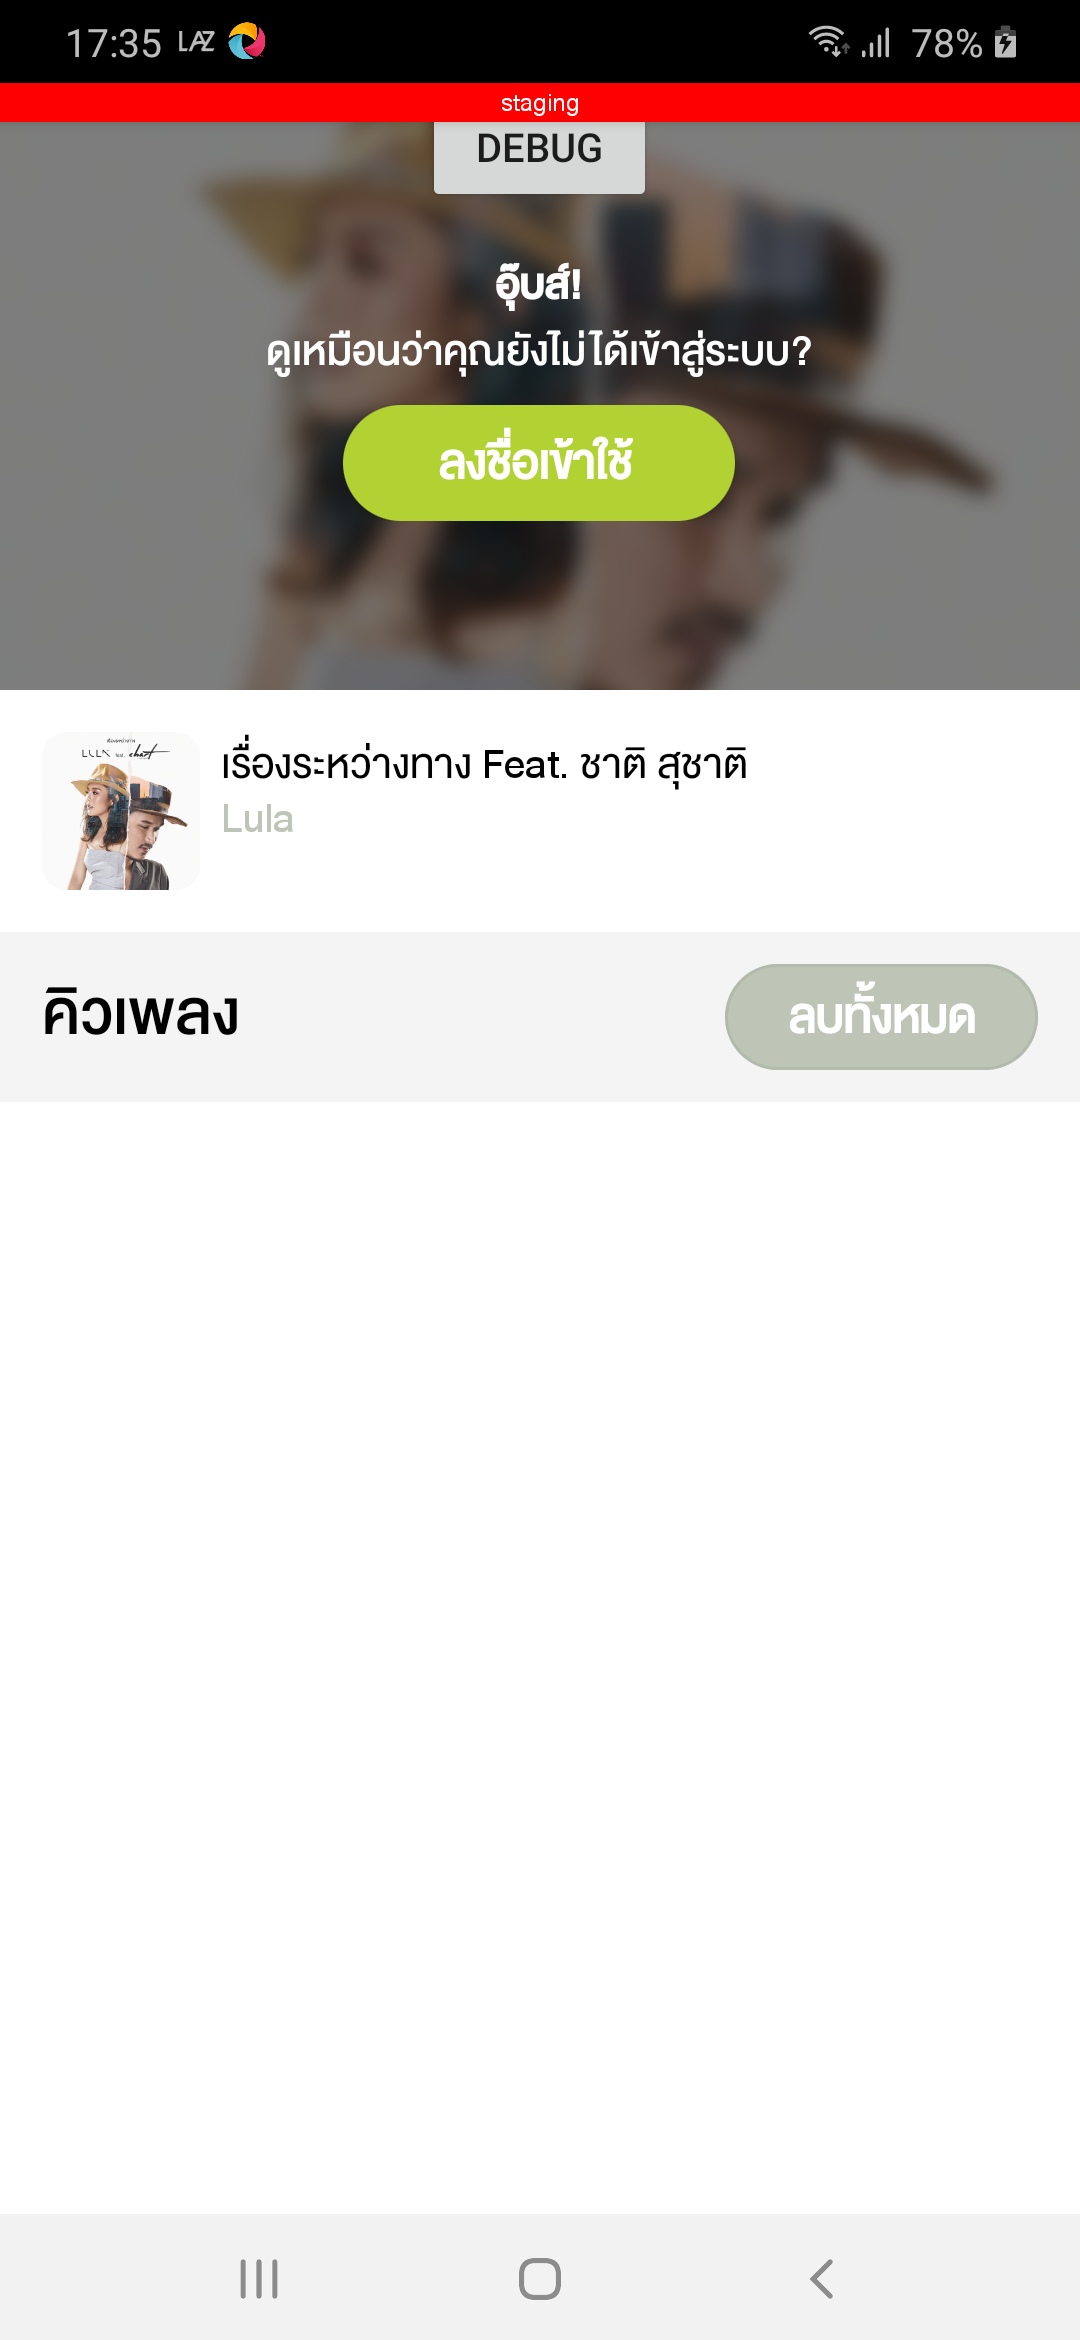 17:35 LAZ 78%
staging
DEBUG
อุ๊บส์!
ดูเหมือนว่าคุณยังไม่ได้เข้าสู่ระบบ?
ลงชื่อเข้าใช้
LULA feat. chart
เรื่องระหว่างทาง Feat. ชาติ สุชาติ
Lula
คิวเพลง
ลบทั้งหมด